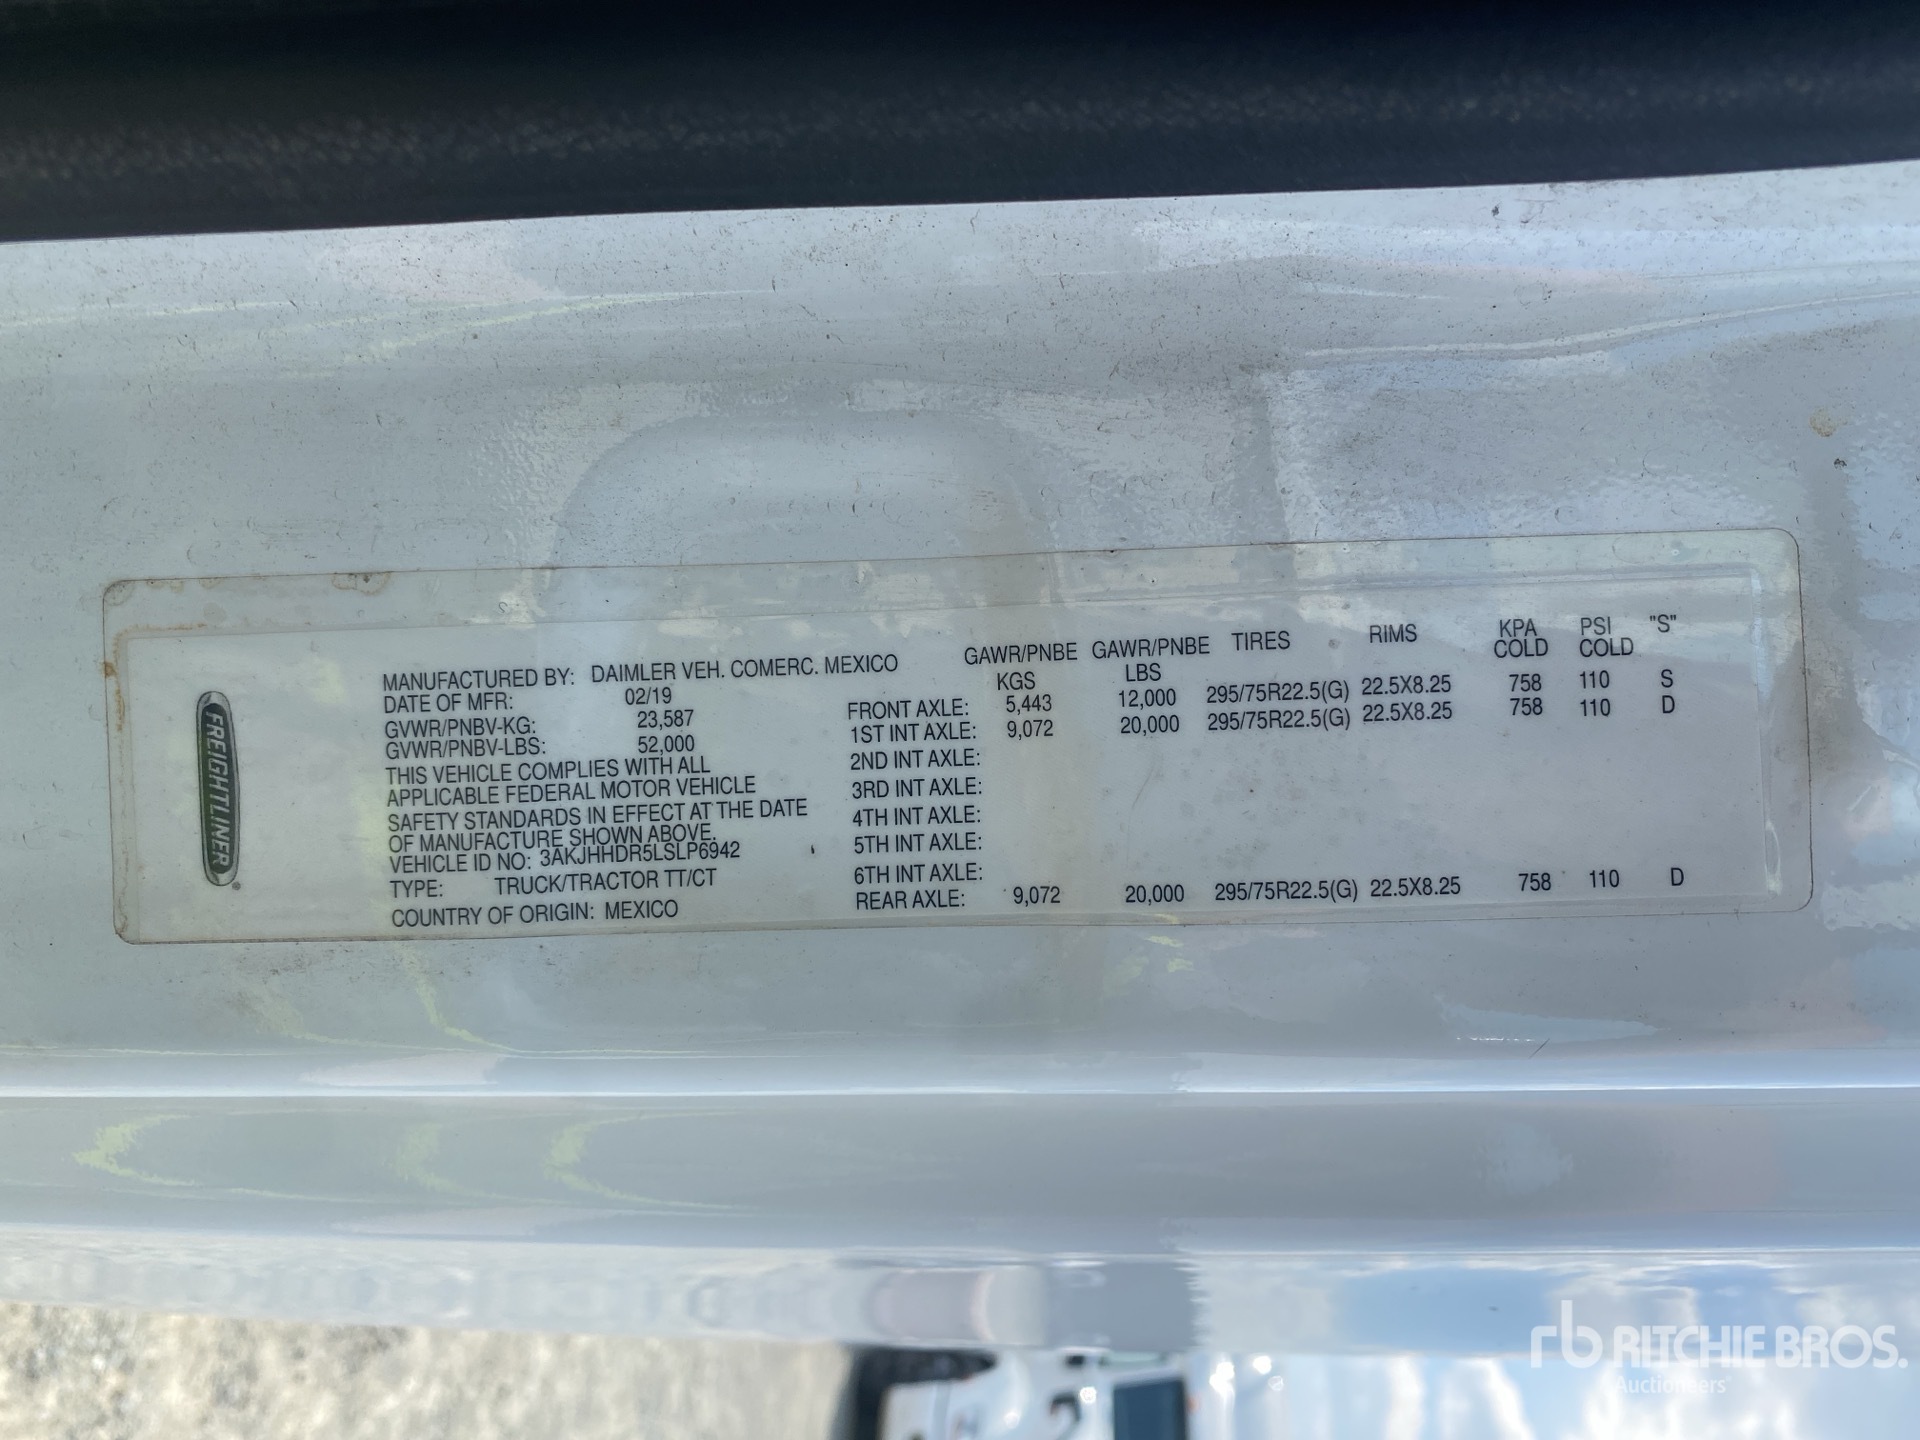 FREIGHTLINER
MANUFACTURED BY: DAIMLER VEH. COMERC. MEXICO
DATE OF MFR: 02/19
GVWR/PNBV-KG: 23,587
GVWR/PNBV-LBS: 52,000
THIS VEHICLE COMPLIES WITH ALL
APPLICABLE FEDERAL MOTOR VEHICLE
SAFETY STANDARDS IN EFFECT AT THE DATE
OF MANUFACTURE SHOWN ABOVE.
VEHICLE ID NO: 3AKJHHDR5LSLP6942
TYPE: TRUCK/TRACTOR TT/CT
COUNTRY OF ORIGIN: MEXICO
GAWR/PNBE GAWR/PNBE TIRES RIMS KPA PSI "S"
KGS LBS COLD COLD
FRONT AXLE: 5,443 12,000 295/75R22.5(G) 22.5X8.25 758 110 S
1ST INT AXLE: 9,072 20,000 295/75R22.5(G) 22.5X8.25 758 110 D
2ND INT AXLE:
3RD INT AXLE:
4TH INT AXLE:
5TH INT AXLE:
6TH INT AXLE:
REAR AXLE: 9,072 20,000 295/75R22.5(G) 22.5X8.25 758 110 D
rb RITCHIE BROS.
Auctioneers